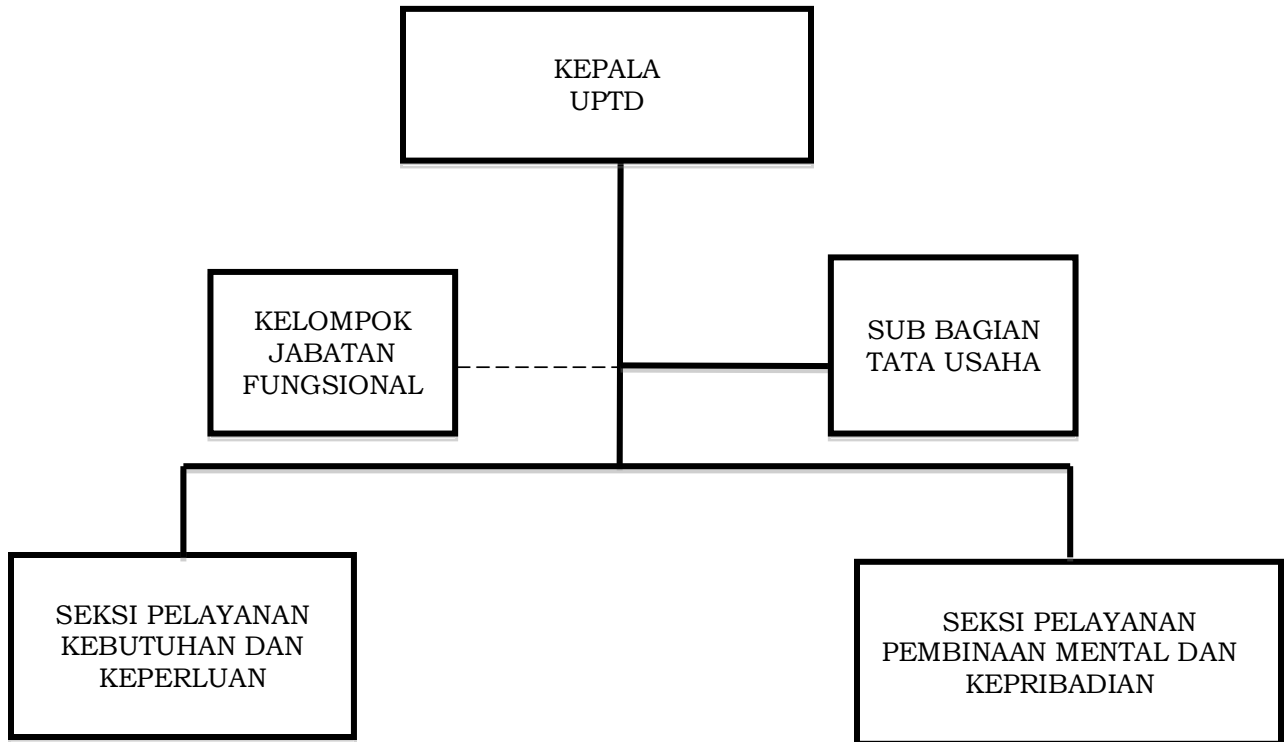 KEPALA
UPTD
KELOMPOK
JABATAN
FUNGSIONAL
SUB BAGIAN
TATA USAHA
SEKSI PELAYANAN
KEBUTUHAN DAN
KEPERLUAN
SEKSI PELAYANAN
PEMBINAAN MENTAL DAN
KEPRIBADIAN